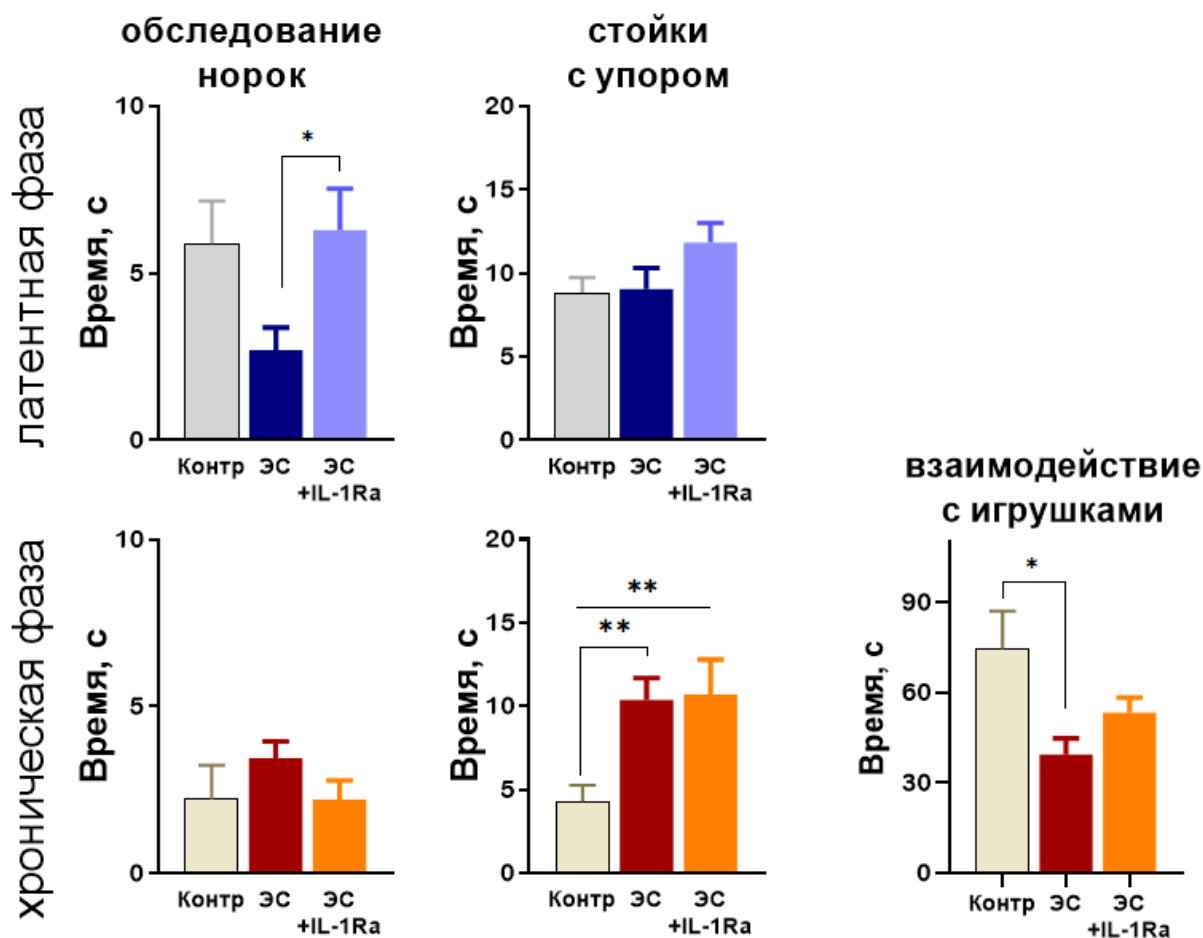 обследование
норок
стойки
с упором
латентная фаза
Время, с
10
5
0
*
Контр ЭС ЭС
+IL-1Ra
Время, с
20
15
10
5
0
Контр ЭС ЭС
+IL-1Ra
взаимодействие
с игрушками
хроническая фаза
Время, с
10
5
0
Контр ЭС ЭС
+IL-1Ra
Время, с
20
15
10
5
0
**
**
Контр ЭС ЭС
+IL-1Ra
Время, с
90
60
30
0
*
Контр ЭС ЭС
+IL-1Ra